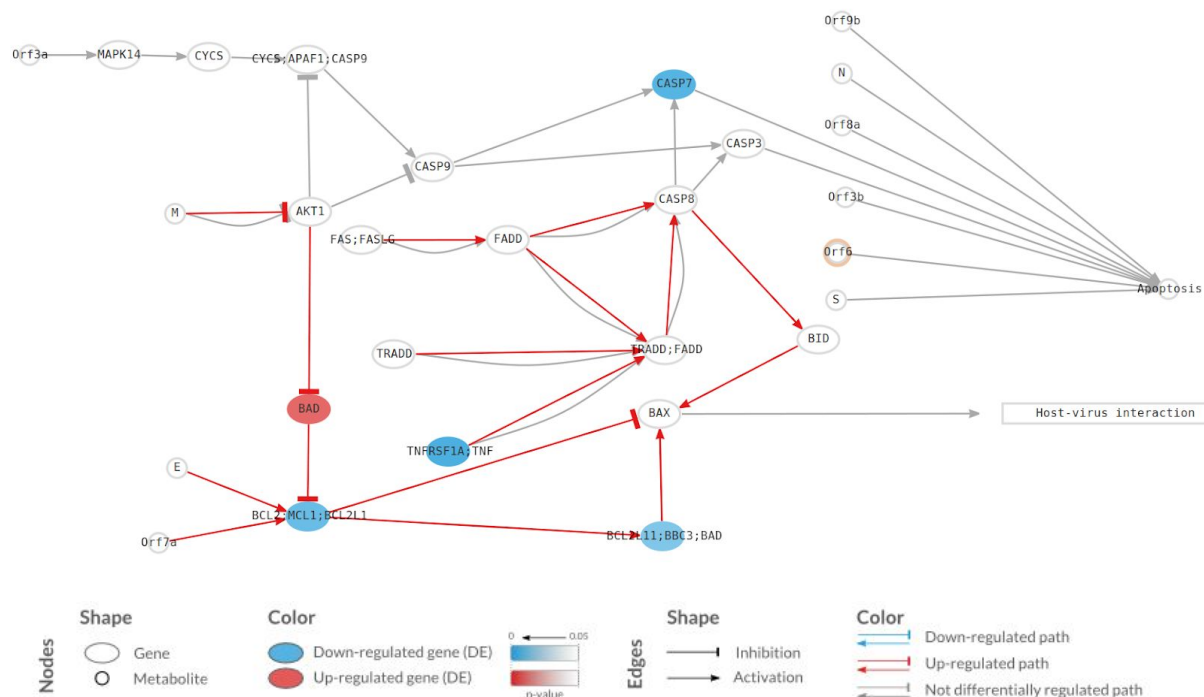 Orf3a
MAPK14
CYCS
CYCS;APAF1;CASP9
Orf9b
N
CASP7
Orf8a
CASP3
CASP9
Orf3b
CASP8
M
AKT1
FAS;FASLG
FADD
Orf6
Apoptosis
S
TRADD
TRADD;FADD
BID
BAD
BAX
Host-virus interaction
TNFRSF1A;TNF
E
BCL2;MCL1;BCL2L1
Orf7a
BCL2L11;BBC3;BAD
Nodes
Shape
Gene
Metabolite
Color
Down-regulated gene (DE)
Up-regulated gene (DE)
0 0.05
p-value
Edges
Shape
Inhibition
Activation
Color
Down-regulated path
Up-regulated path
Not differentially regulated path